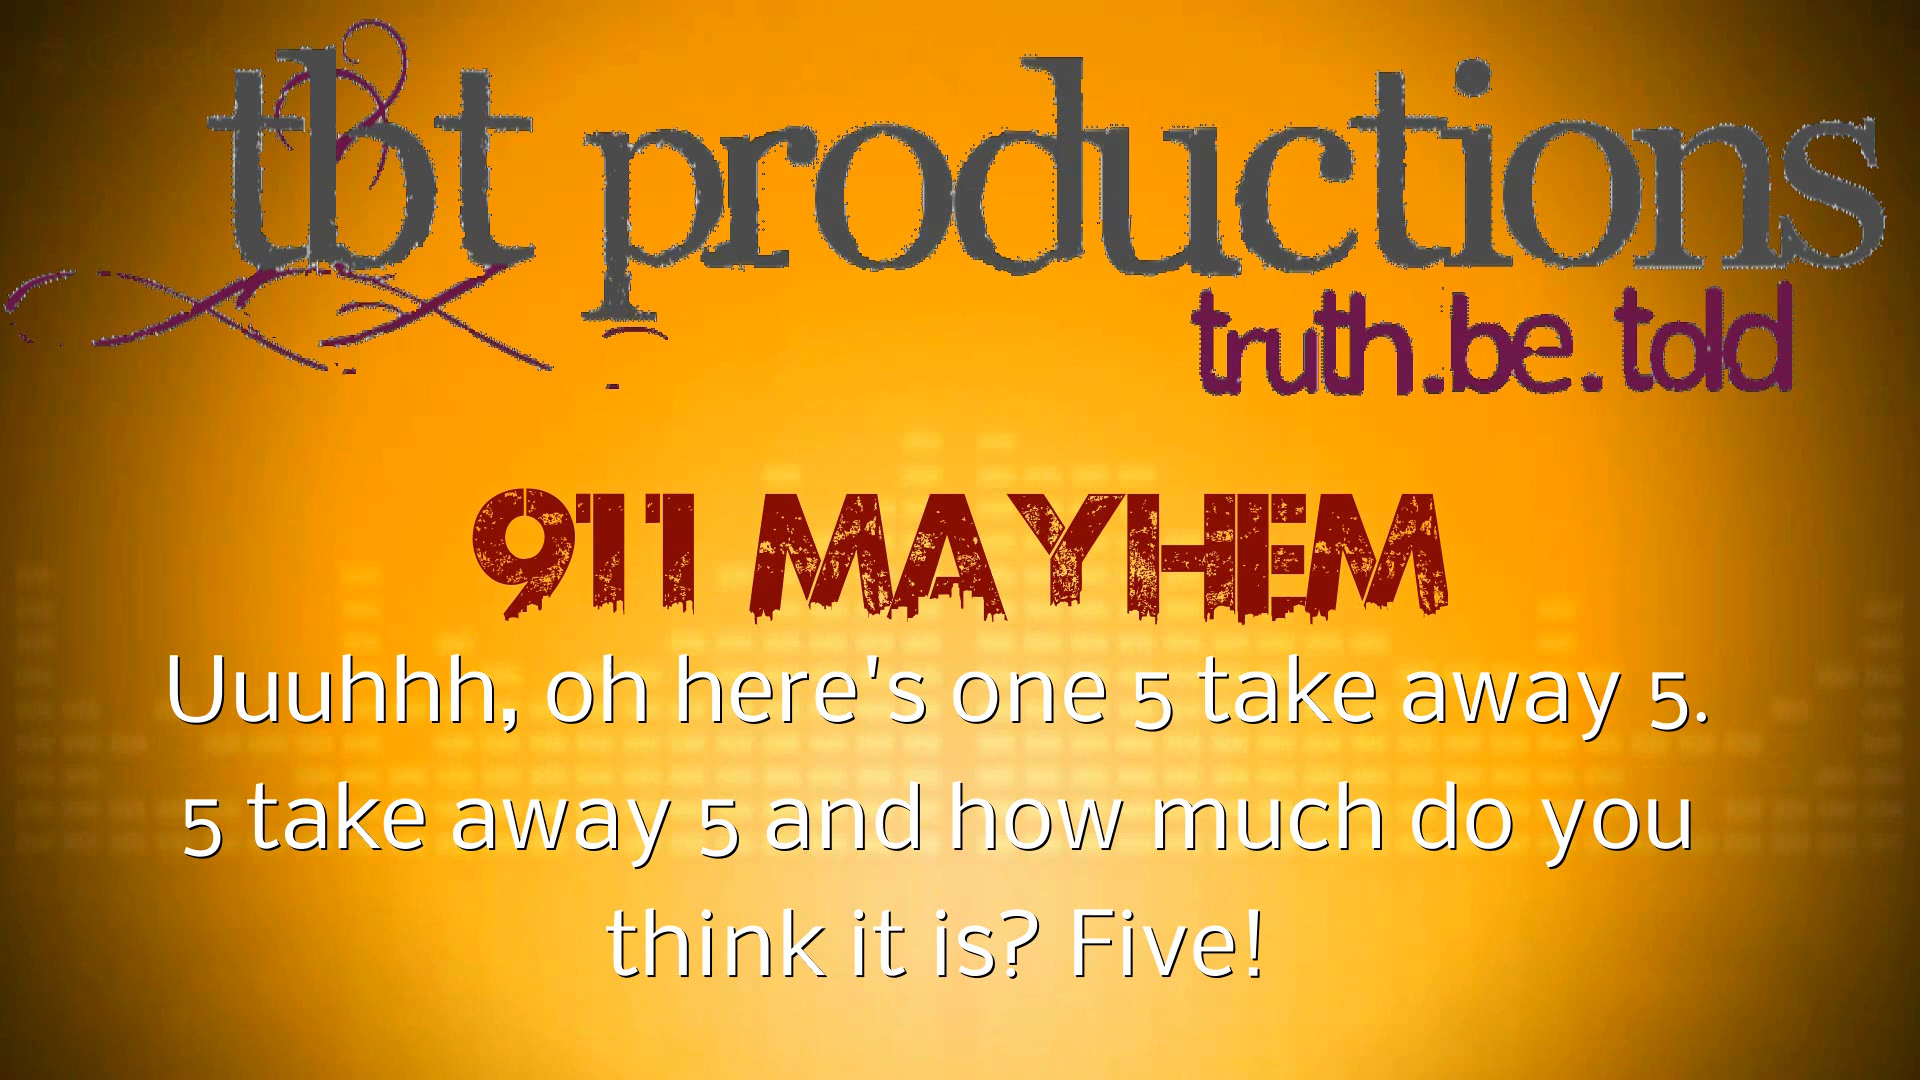 tbt productions
truth.be.told
911 MAYHEM
Uuuhhh, oh here's one 5 take away 5.
5 take away 5 and how much do you
think it is? Five!